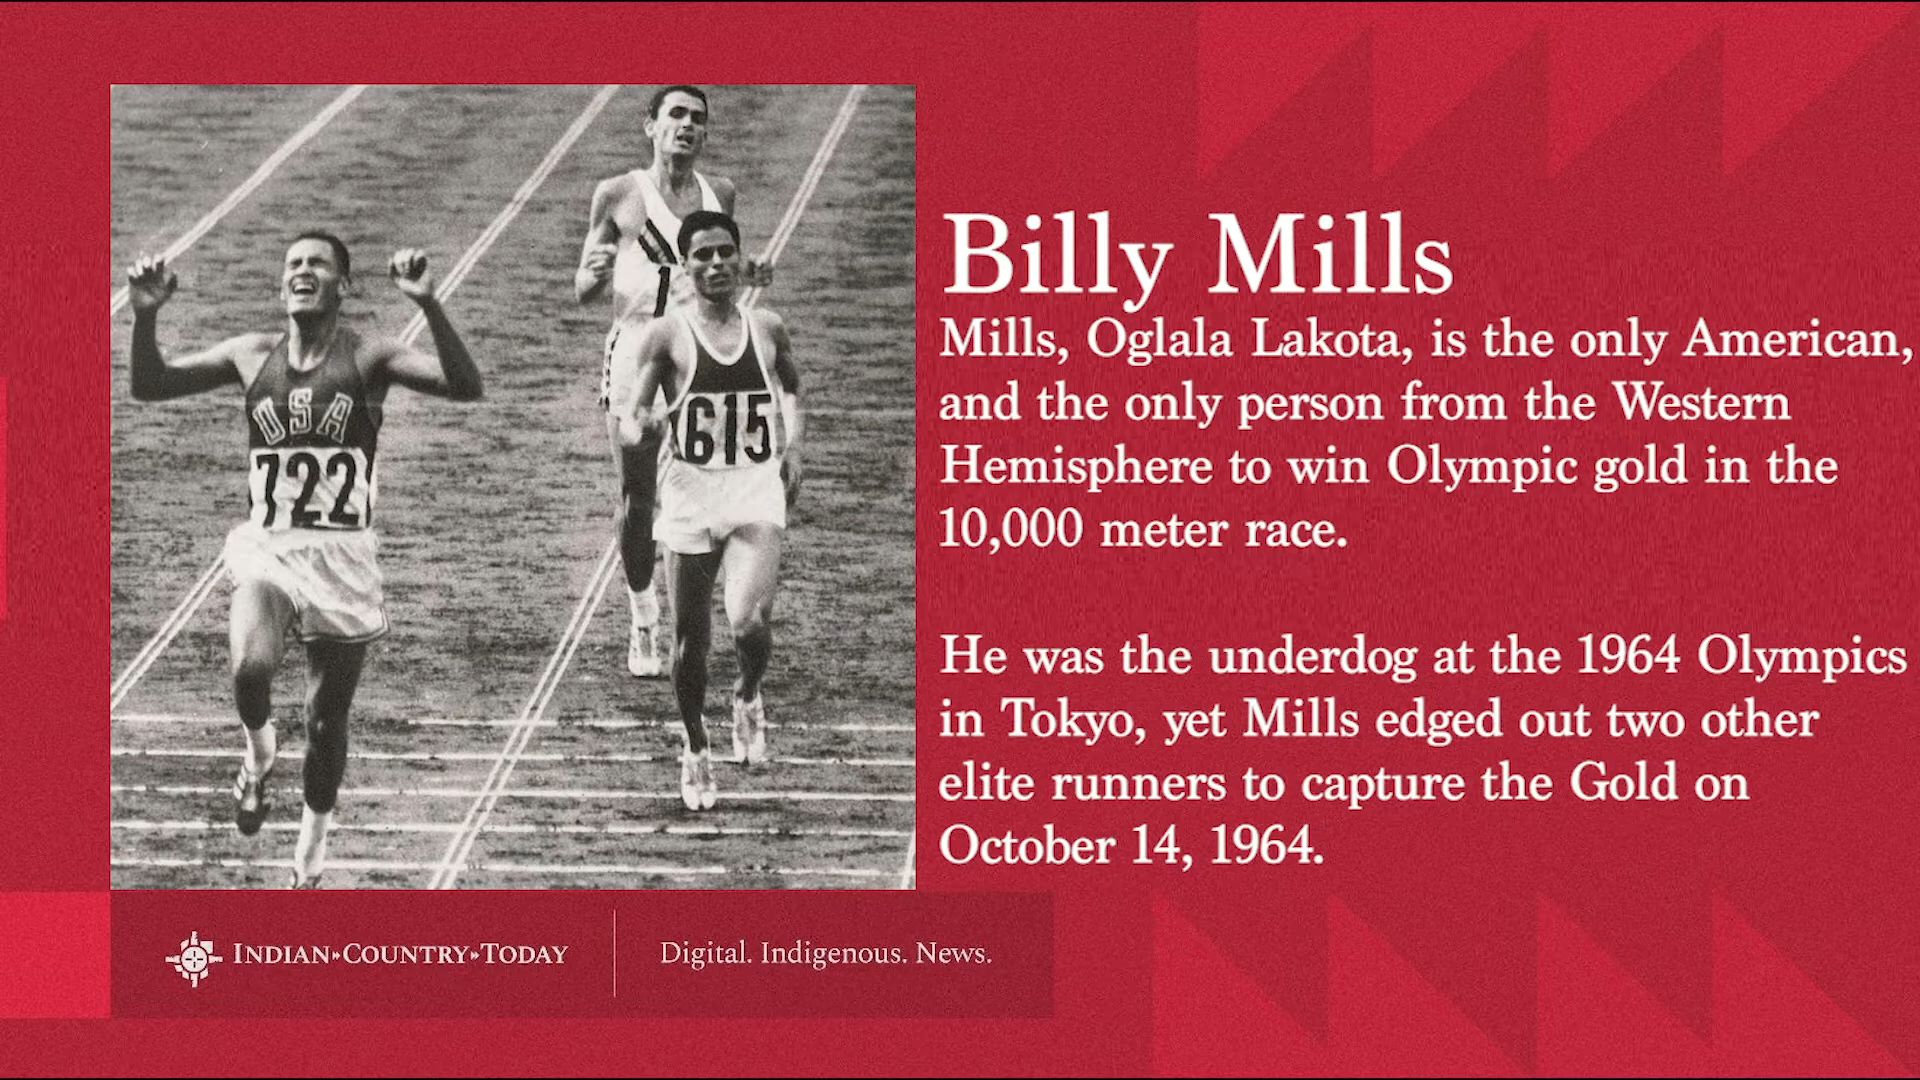 USA
722
615
Billy Mills
Mills, Oglala Lakota, is the only American,
and the only person from the Western
Hemisphere to win Olympic gold in the
10,000 meter race.
He was the underdog at the 1964 Olympics
in Tokyo, yet Mills edged out two other
elite runners to capture the Gold on
October 14, 1964.
INDIAN COUNTRY TODAY
Digital. Indigenous. News.